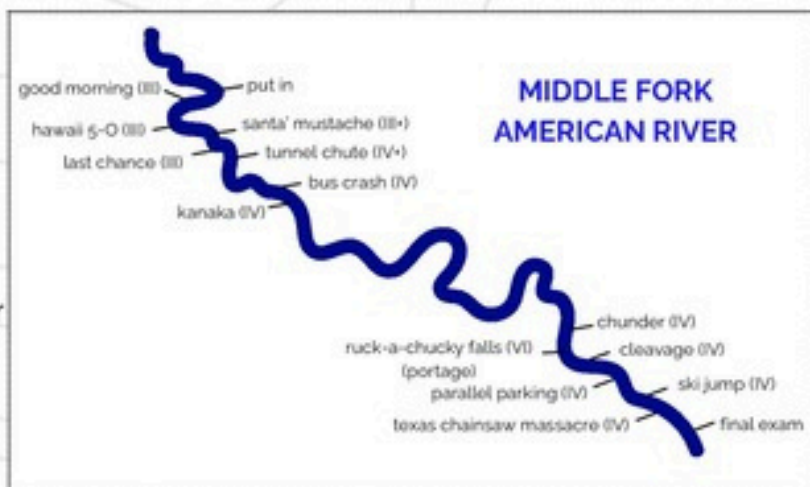 MIDDLE FORK
AMERICAN RIVER
good morning (III)
put in
hawaii 5-O (III)
santa' mustache (III+)
last chance (III)
tunnel chute (IV+)
bus crash (IV)
kanaka (IV)
chunder (IV)
ruck-a-chucky falls (VI)
(portage)
cleavage (IV)
parallel parking (IV)
ski jump (IV)
texas chainsaw massacre (IV)
final exam